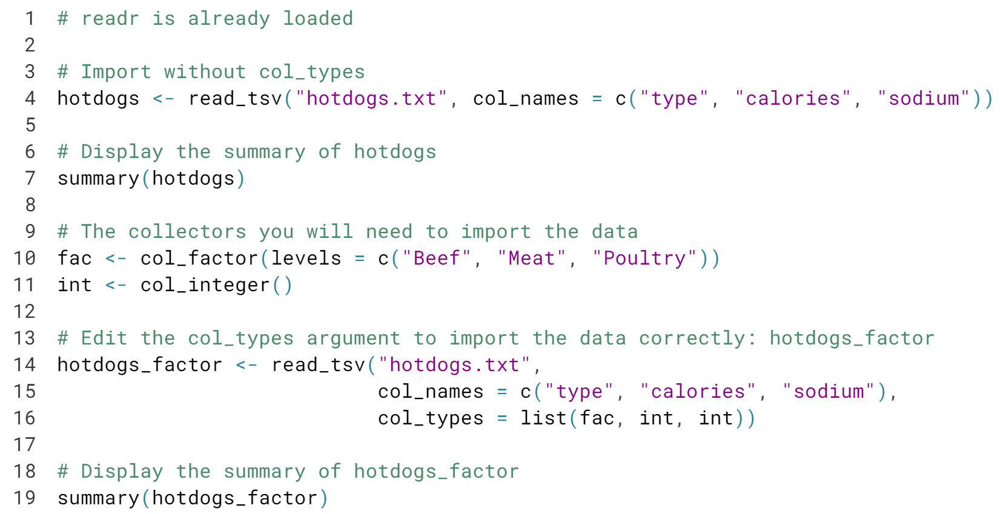 1 # readr is already loaded
2
3 # Import without col_types
4 hotdogs <- read_tsv("hotdogs.txt", col_names = c("type", "calories", "sodium"))
5
6 # Display the summary of hotdogs
7 summary(hotdogs)
8
9 # The collectors you will need to import the data
10 fac <- col_factor(levels = c("Beef", "Meat", "Poultry"))
11 int <- col_integer()
12
13 # Edit the col_types argument to import the data correctly: hotdogs_factor
14 hotdogs_factor <- read_tsv("hotdogs.txt",
15                            col_names = c("type", "calories", "sodium"),
16                            col_types = list(fac, int, int))
17
18 # Display the summary of hotdogs_factor
19 summary(hotdogs_factor)